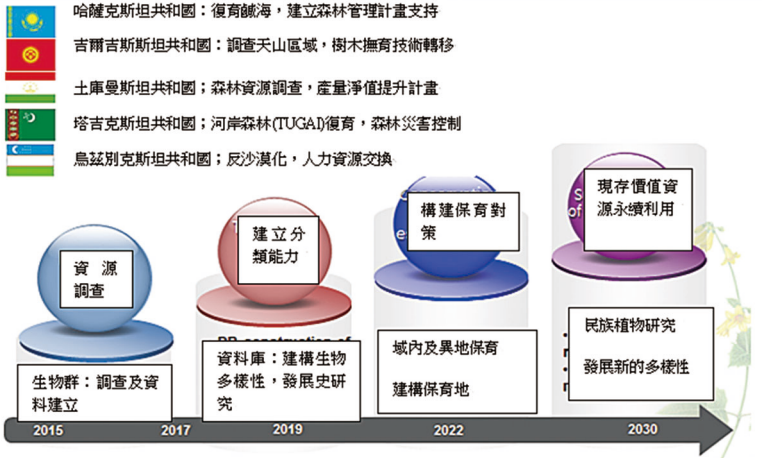 哈薩克斯坦共和國：復育鹹海，建立森林管理計畫支持
吉爾吉斯斯坦共和國：調查天山區域，樹木撫育技術轉移
土庫曼斯坦共和國；森林資源調查，產量淨值提升計畫
塔吉克斯坦共和國；河岸森林(TUGAI)復育，森林災害控制
烏茲別克斯坦共和國；反沙漠化，人力資源交換
資 源
調查
建立分
類能力
構建保育對
策
現存價值資
源永續利用
生物群：調查及資
料建立
資料庫：建構生物
多樣性，發展史研
究
域內及異地保育
建構保育地
民族植物研究
發展新的多樣性
2015
2017
2019
2022
2030